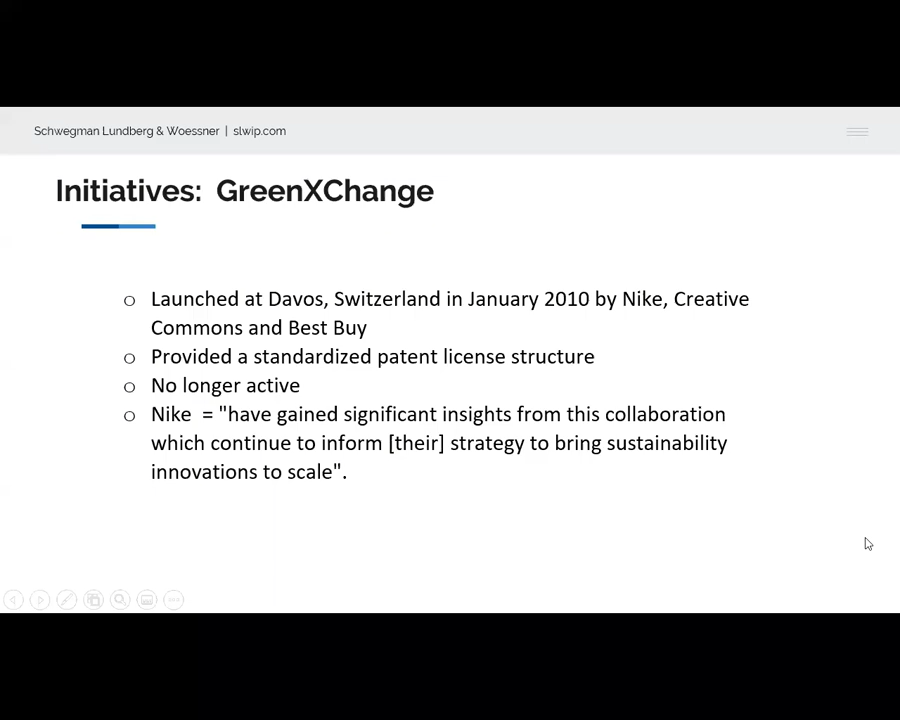 Schwegman Lundberg & Woessner | slwip.com
Initiatives: GreenXChange
o Launched at Davos, Switzerland in January 2010 by Nike, Creative
Commons and Best Buy
o Provided a standardized patent license structure
o No longer active
o Nike = "have gained significant insights from this collaboration
which continue to inform [their] strategy to bring sustainability
innovations to scale".